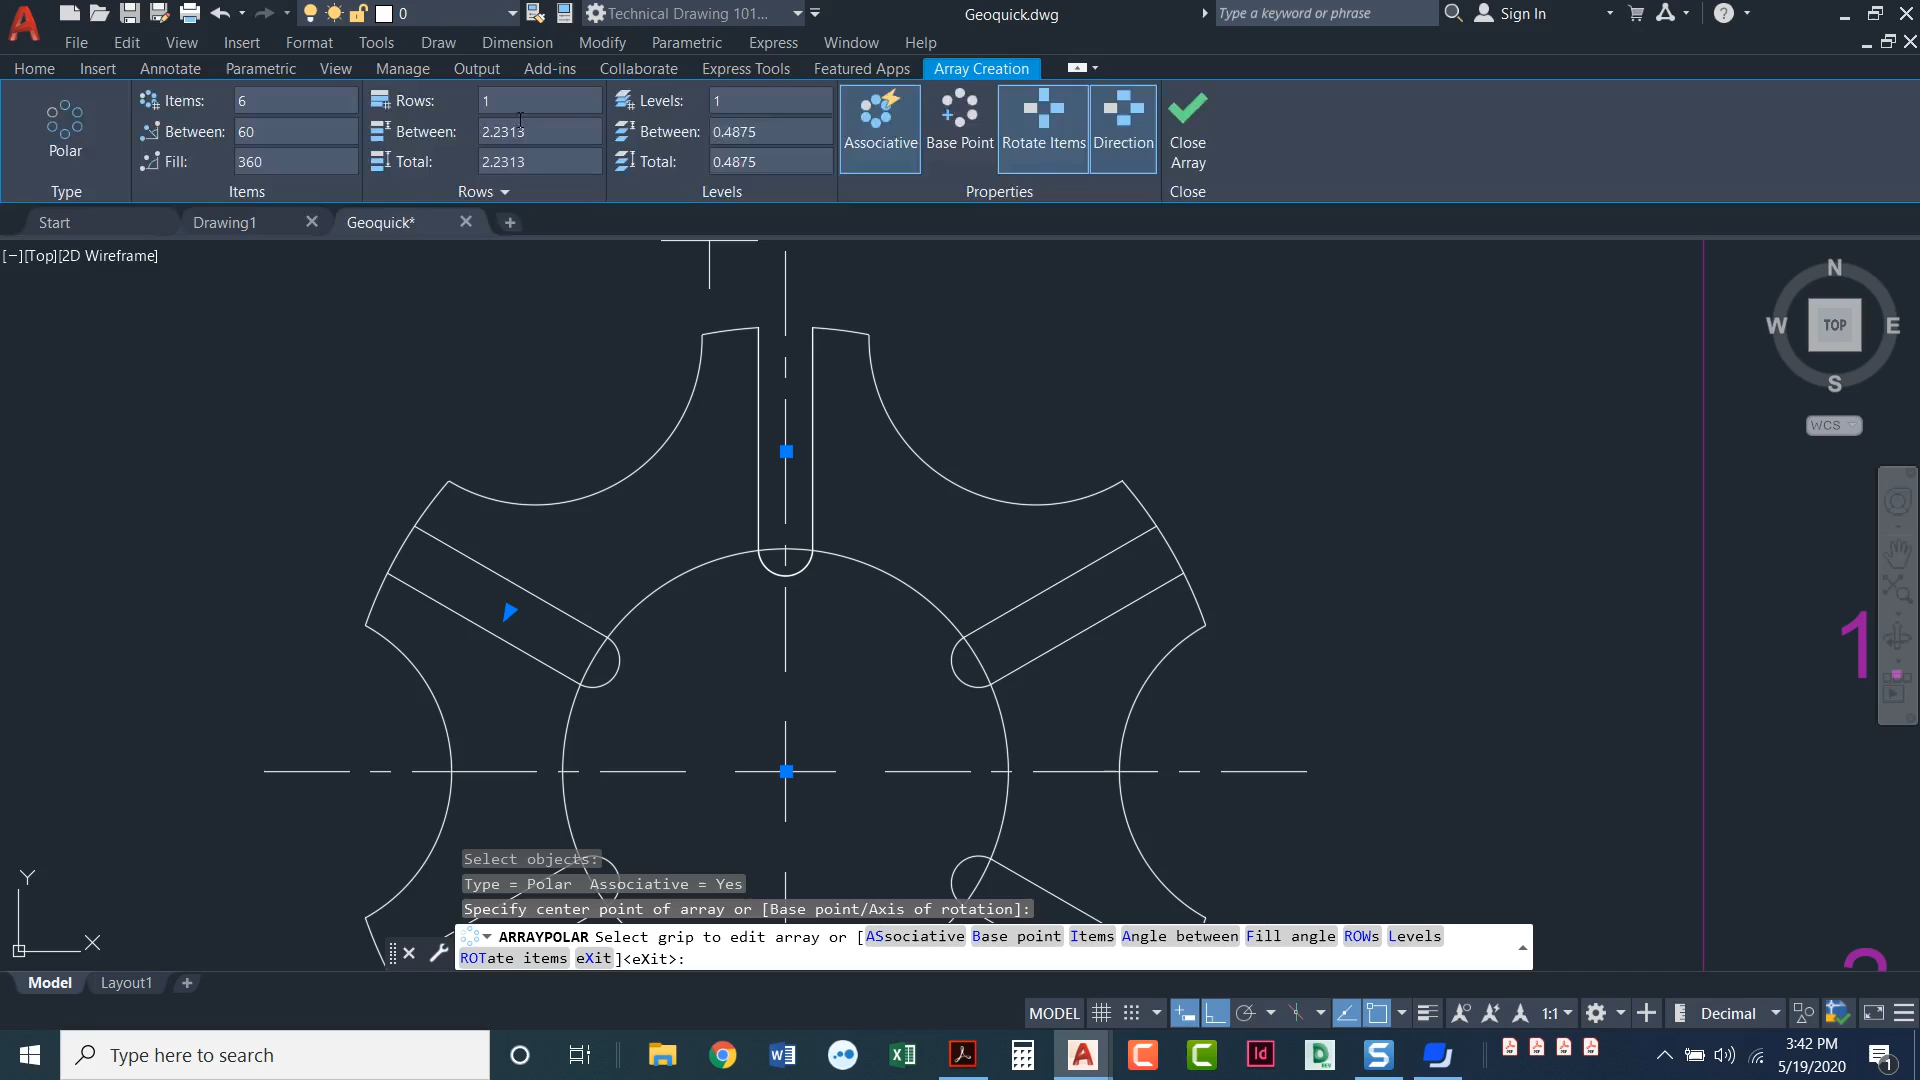 0
Technical Drawing 101...
Geoquick.dwg
Type a keyword or phrase
Sign In
File Edit View Insert Format Tools Draw Dimension Modify Parametric Express Window Help
Home Insert Annotate Parametric View Manage Output Add-ins Collaborate Express Tools Featured Apps Array Creation
Items: 6
Rows: 1
Levels: 1
Between: 60
Between: 2.2313
Between: 0.4875
Fill: 360
Total: 2.2313
Total: 0.4875
Polar
Associative Base Point Rotate Items Direction
Close
Array
Type Items Rows Levels Properties Close
Start Drawing1 Geoquick*
[−][Top][2D Wireframe]
N
W TOP E
S
WCS
1.
Y
X
Select objects:
Type = Polar Associative = Yes
Specify center point of array or [Base point/Axis of rotation]:
ARRAYPOLAR Select grip to edit array or [ASsociative Base point Items Angle between Fill angle ROWs Levels
ROTate items eXit]<eXit>:
Model Layout1
MODEL 1:1 Decimal
Type here to search
3:42 PM
5/19/2020
1